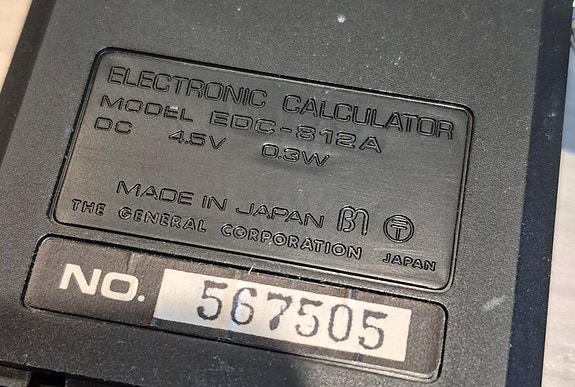 ELECTRONIC CALCULATOR
MODEL EDC-812A
DC 4.5V 0.3W
MADE IN JAPAN
THE GENERAL CORPORATION JAPAN
NO. 567505